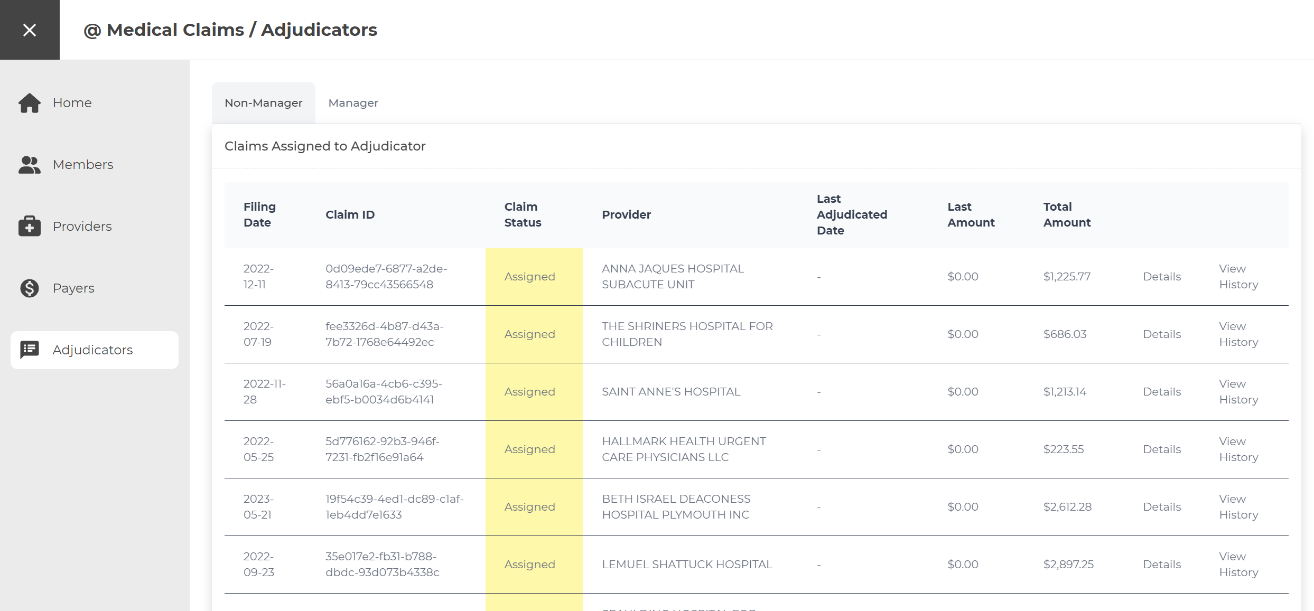 @ Medical Claims / Adjudicators
Home
Members
Providers
Payers
Adjudicators
Non-Manager
Manager
Claims Assigned to Adjudicator
Filing
Date
Claim ID
Claim
Status
Provider
Last
Adjudicated
Date
Last
Amount
Total
Amount
2022-
12-11
0d09ede7-6877-a2de-
8413-79cc43566548
Assigned
ANNA JAQUES HOSPITAL
SUBACUTE UNIT
-
$0.00
$1,225.77
Details
View
History
2022-
07-19
fee3326d-4b87-d43a-
7b72-1768e64492ec
Assigned
THE SHRINERS HOSPITAL FOR
CHILDREN
-
$0.00
$686.03
Details
View
History
2022-11-
28
56a0a16a-4cb6-c395-
ebf5-b0034d6b4141
Assigned
SAINT ANNE'S HOSPITAL
-
$0.00
$1,213.14
Details
View
History
2022-
05-25
5d776162-92b3-946f-
7231-fb2f16e91a64
Assigned
HALLMARK HEALTH URGENT
CARE PHYSICIANS LLC
-
$0.00
$223.55
Details
View
History
2023-
05-21
19f54c39-4ed1-dc89-c1af-
1eb4dd7e1633
Assigned
BETH ISRAEL DEACONESS
HOSPITAL PLYMOUTH INC
-
$0.00
$2,612.28
Details
View
History
2022-
09-23
35e017e2-fb31-b788-
dbdc-93d073b4338c
Assigned
LEMUEL SHATTUCK HOSPITAL
-
$0.00
$2,897.25
Details
View
History